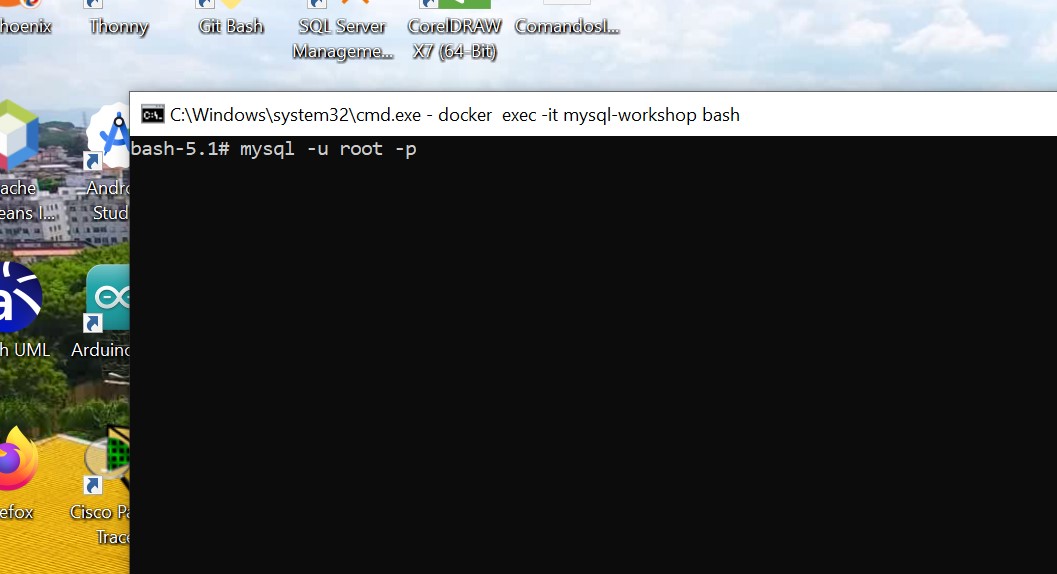 hoenix
Thonny
Git Bash
SQL Server
Manageme...
CorelDRAW
X7 (64-Bit)
ComandosI...
C:\Windows\system32\cmd.exe - docker  exec -it mysql-workshop bash
bash-5.1# mysql -u root -p
ache
eans I...
Andro
Stud
h UML
Arduino
efox
Cisco Pa
Trace